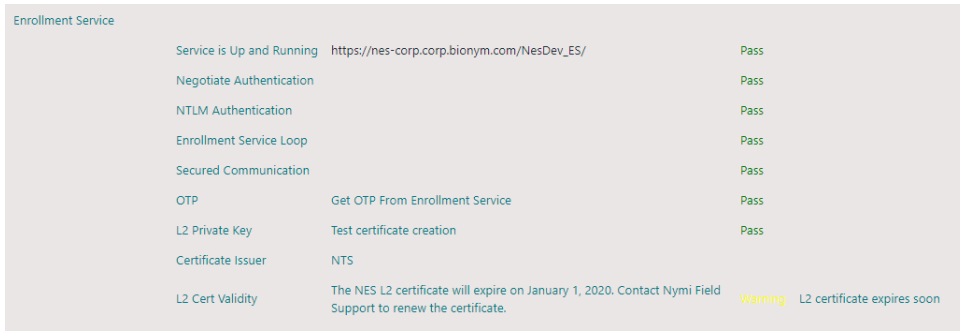 Enrollment Service
Service is Up and Running https://nes-corp.corp.bionym.com/NesDev_ES/ Pass
Negotiate Authentication Pass
NTLM Authentication Pass
Enrollment Service Loop Pass
Secured Communication Pass
OTP Get OTP From Enrollment Service Pass
L2 Private Key Test certificate creation Pass
Certificate Issuer NTS
L2 Cert Validity The NES L2 certificate will expire on January 1, 2020. Contact Nymi Field Warning L2 certificate expires soon
Support to renew the certificate.